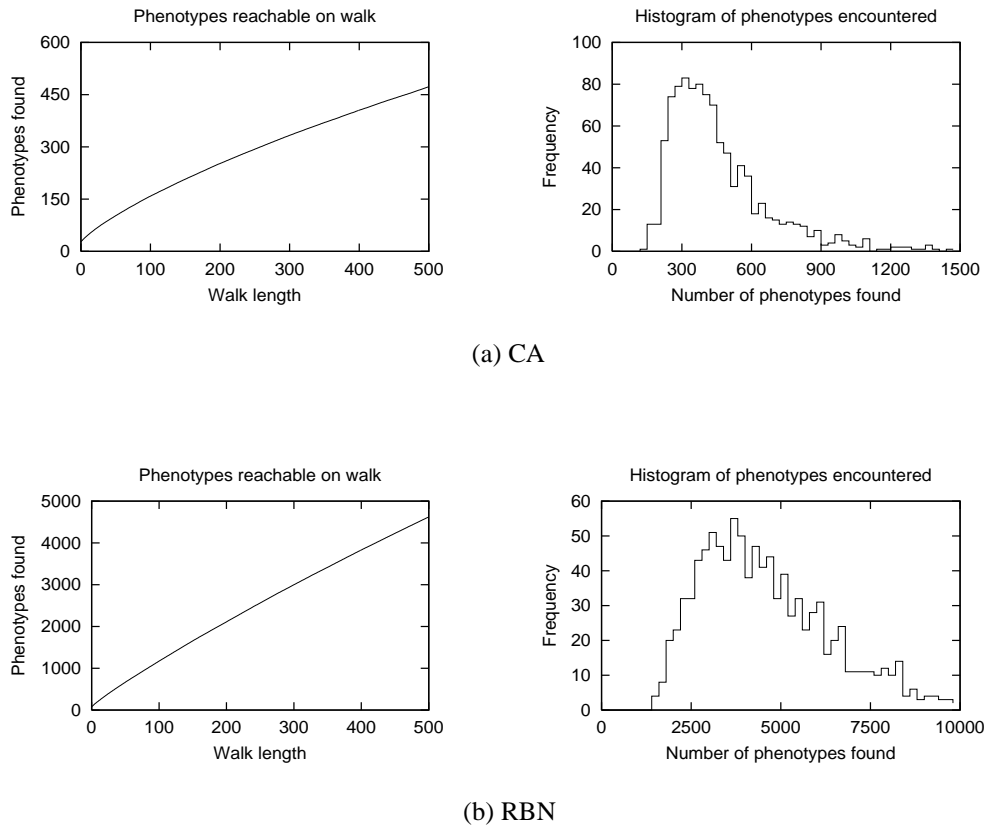 Phenotypes reachable on walk
Phenotypes found
600
450
300
150
0
0 100 200 300 400 500
Walk length
Histogram of phenotypes encountered
Frequency
100
80
60
40
20
0
0 300 600 900 1200 1500
Number of phenotypes found
(a) CA
Phenotypes reachable on walk
Phenotypes found
5000
4000
3000
2000
1000
0
0 100 200 300 400 500
Walk length
Histogram of phenotypes encountered
Frequency
60
50
40
30
20
10
0
0 2500 5000 7500 10000
Number of phenotypes found
(b) RBN